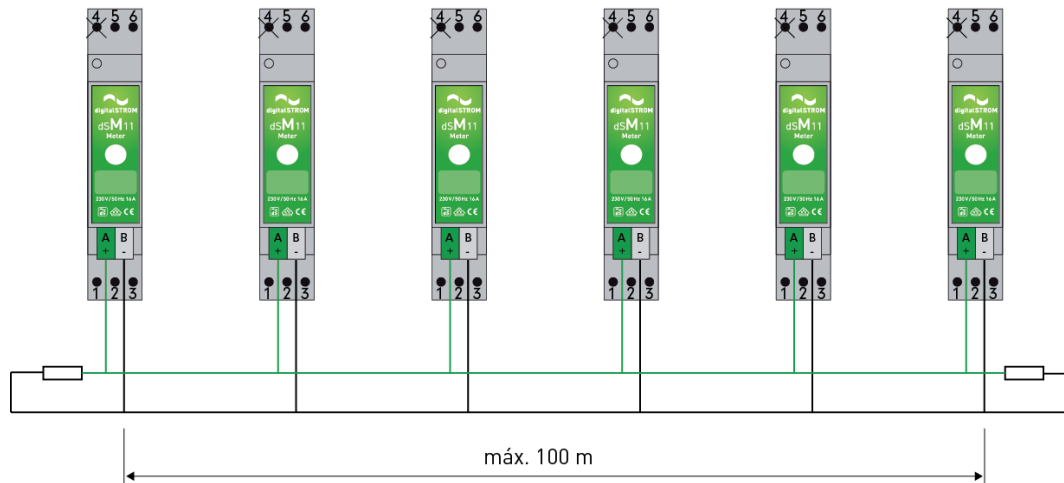 4 5 6
4 5 6
4 5 6
4 5 6
4 5 6
4 5 6
digitalSTROM
dSM11
Meter
230V/50Hz 16A
CE
digitalSTROM
dSM11
Meter
230V/50Hz 16A
CE
digitalSTROM
dSM11
Meter
230V/50Hz 16A
CE
digitalSTROM
dSM11
Meter
230V/50Hz 16A
CE
digitalSTROM
dSM11
Meter
230V/50Hz 16A
CE
digitalSTROM
dSM11
Meter
230V/50Hz 16A
CE
A B
+ -
A B
+ -
A B
+ -
A B
+ -
A B
+ -
A B
+ -
1 2 3
1 2 3
1 2 3
1 2 3
1 2 3
1 2 3
máx. 100 m